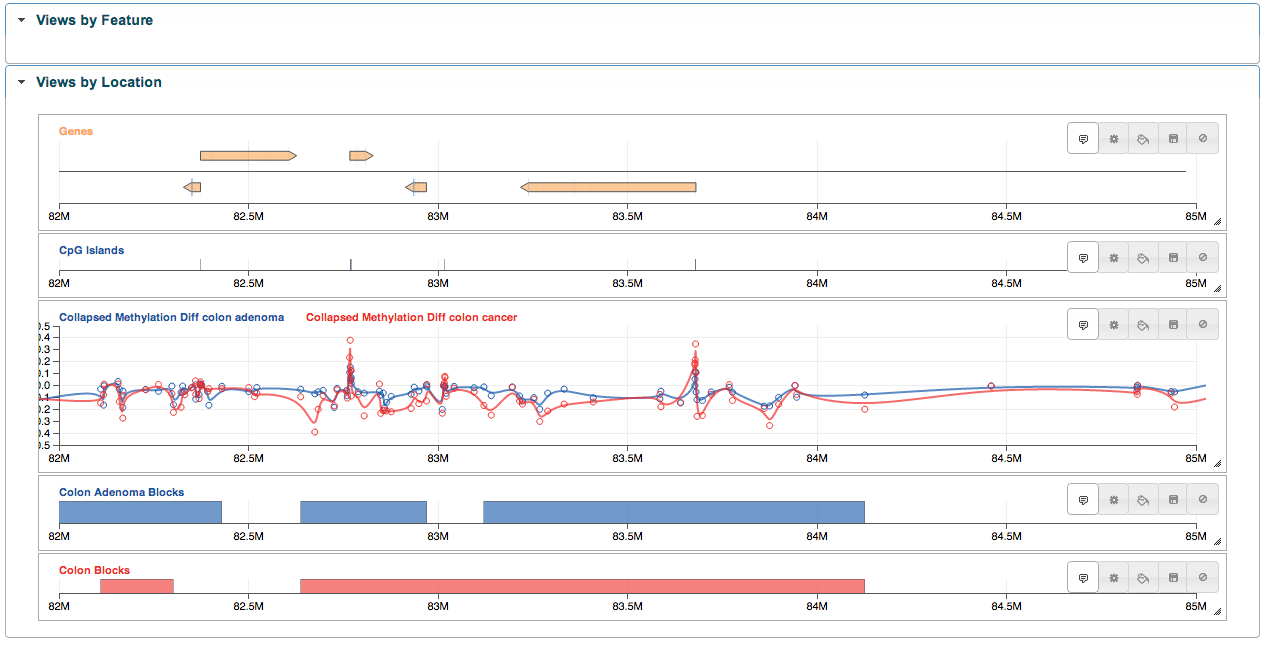 Views by Feature
Views by Location
Genes
82M 82.5M 83M 83.5M 84M 84.5M 85M
CpG Islands
82M 82.5M 83M 83.5M 84M 84.5M 85M
Collapsed Methylation Diff colon adenoma Collapsed Methylation Diff colon cancer
0.5
0.4
0.3
0.2
0.1
0.0
0.1
0.2
0.3
0.4
0.5
82M 82.5M 83M 83.5M 84M 84.5M 85M
Colon Adenoma Blocks
82M 82.5M 83M 83.5M 84M 84.5M 85M
Colon Blocks
82M 82.5M 83M 83.5M 84M 84.5M 85M